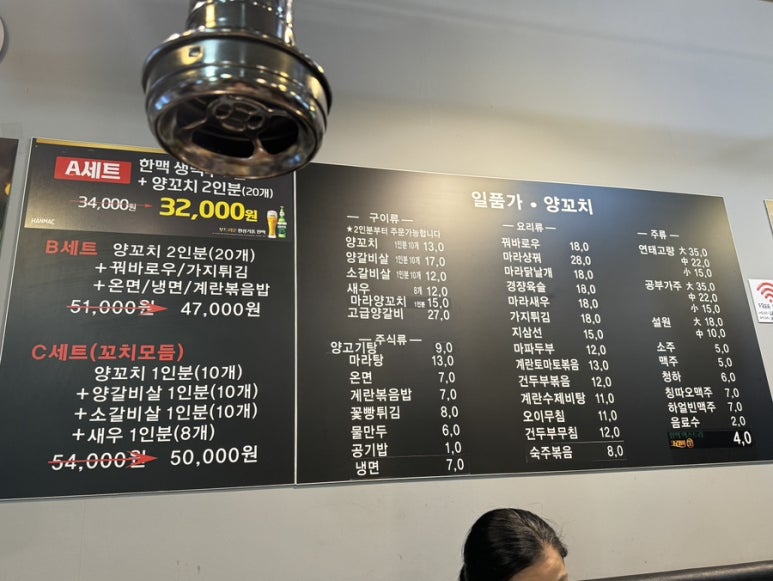 A세트
한맥 생
+ 양꼬치 2인분(20개)
34,000원
32,000원
HANMAC
B세트 양꼬치 2인분(20개)
+꿔바로우/가지튀김
+온면/냉면/계란볶음밥
51,000원 47,000원
C세트(꼬치모듬)
양꼬치 1인분(10개)
+양갈비살 1인분(10개)
+소갈비살 1인분(10개)
+새우 1인분(8개)
54,000원 50,000원
일품가 • 양꼬치
— 구이류 —
★2인분부터 주문가능합니다
양꼬치 1인분 10개 13,0
양갈비살 1인분 10개 17,0
소갈비살 1인분 10개 12,0
새우 8개 12,0
마라양꼬치 1인분 15,0
고급양갈비 27,0
— 주식류 —
양고기탕 9,0
마라탕 13,0
온면 7,0
계란볶음밥 7,0
꽃빵튀김 8,0
물만두 6,0
공기밥 1,0
냉면 7,0
— 요리류 —
꿔바로우 18,0
마라샹궈 28,0
마라닭날개 18,0
경장육슬 18,0
마라새우 18,0
가지튀김 18,0
지삼선 15,0
마파두부 12,0
계란토마토볶음 13,0
건두부볶음 12,0
계란수제비탕 11,0
오이무침 11,0
건두부무침 12,0
숙주볶음 8,0
— 주류 —
연태고량 大 35,0
中 22,0
小 15,0
공부가주 大 35,0
中 22,0
小 15,0
설원 大 18,0
中 10,0
소주 5,0
맥주 5,0
청하 6,0
칭따오맥주 7,0
하얼빈맥주 7,0
음료수 2,0
4,0